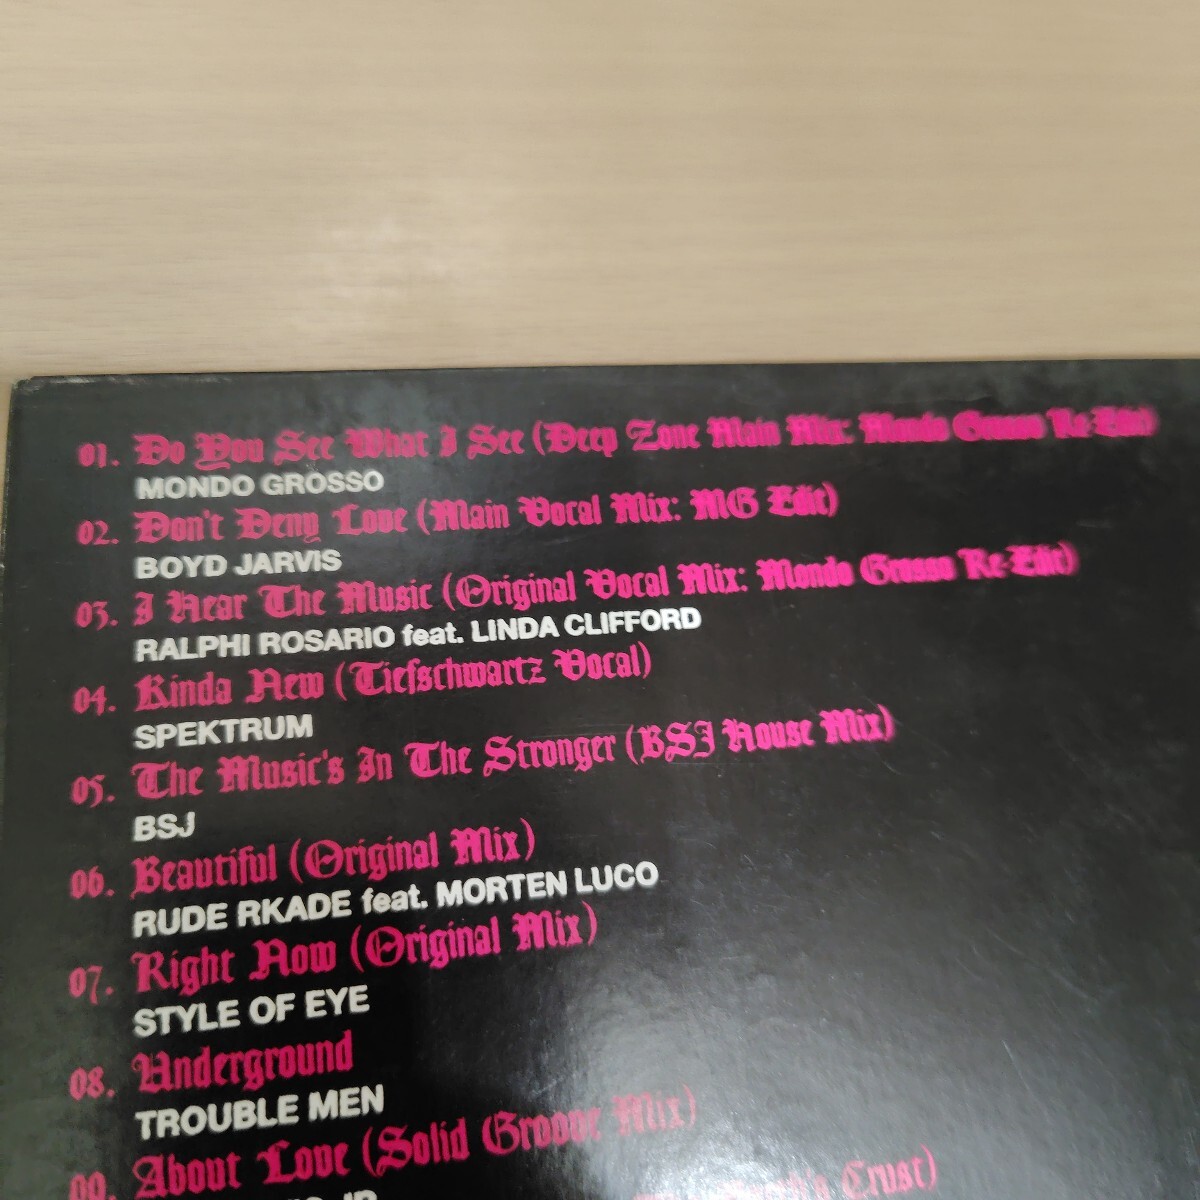 01. Do You See What I See (Deep Zone Main Mix: Mondo Grosso Re-Edit)
MONDO GROSSO
02. Don't Deny Love (Main Vocal Mix: MG Edit)
BOYD JARVIS
03. I Hear The Music (Original Vocal Mix: Mondo Grosso Re-Edit)
RALPHI ROSARIO feat. LINDA CLIFFORD
04. Kinda New (Tiefschwartz Vocal)
SPEKTRUM
05. The Music's In The Stronger (BSJ House Mix)
BSJ
06. Beautiful (Original Mix)
RUDE RKADE feat. MORTEN LUCO
07. Right Now (Original Mix)
STYLE OF EYE
08. Underground
TROUBLE MEN
09. About Love (Solid Groove Mix)
JR
Crust)